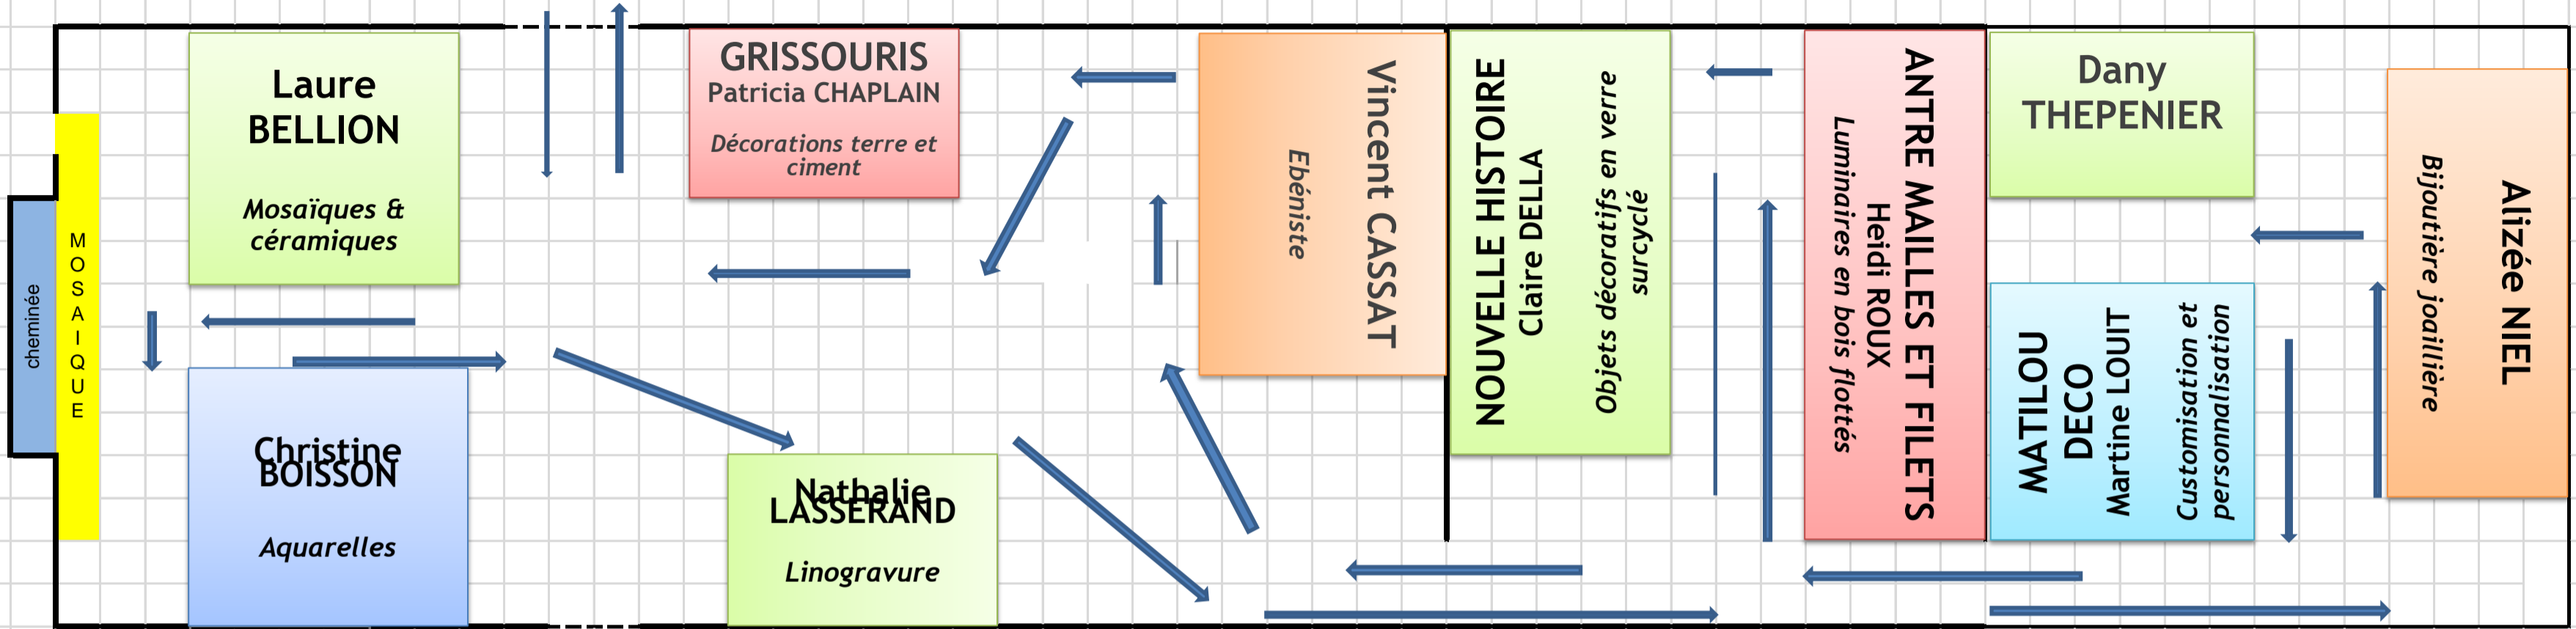 cheminée
MOSAIQUE
Laure
BELLION
Mosaïques &
céramiques
Christine
BOISSON
Aquarelles
GRISSOURIS
Patricia CHAPLAIN
Décorations terre et
ciment
Nathalie
LASSERAND
Linogravure
Vincent CASSAT
Ebéniste
NOUVELLE HISTOIRE
Claire DELLA
Objets décoratifs en verre
surcyclé
ANTRE MAILLES ET FILETS
Heidi ROUX
Luminaires en bois flottés
Dany
THEPENIER
MATILOU
DECO
Martine LOUIT
Customisation et
personnalisation
Alizée NIEL
Bijoutière joaillière